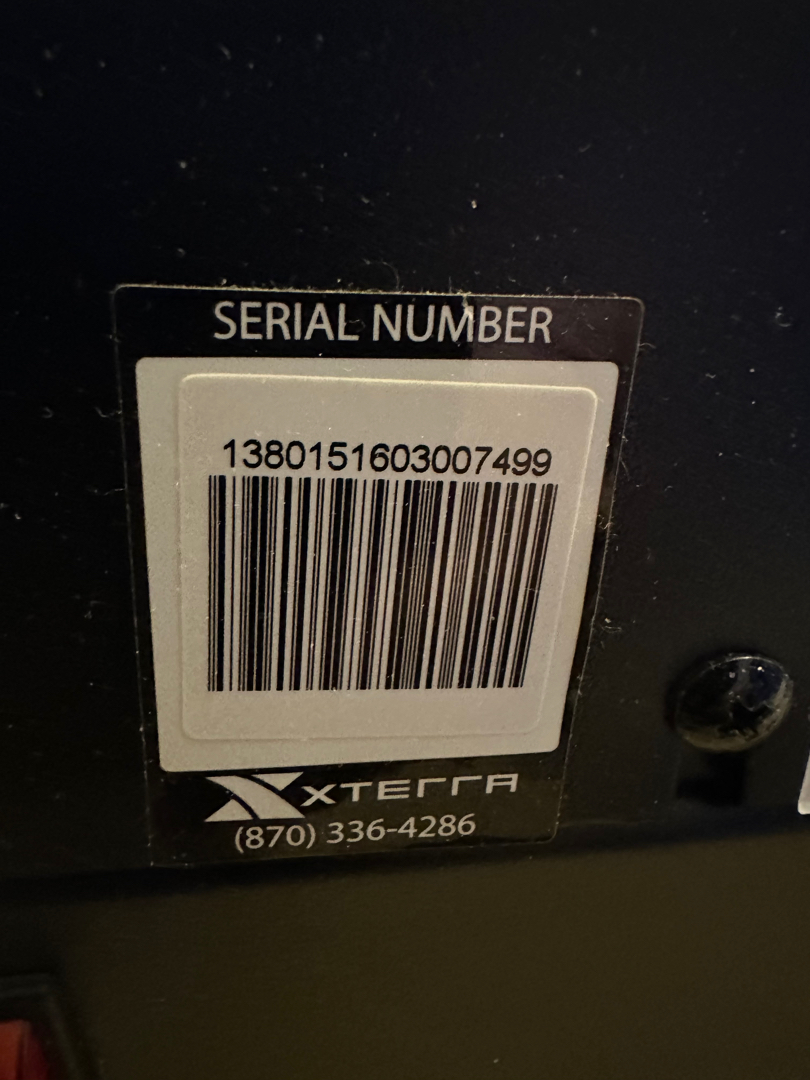 SERIAL NUMBER
1380151603007499
XTERRA
(870) 336-4286